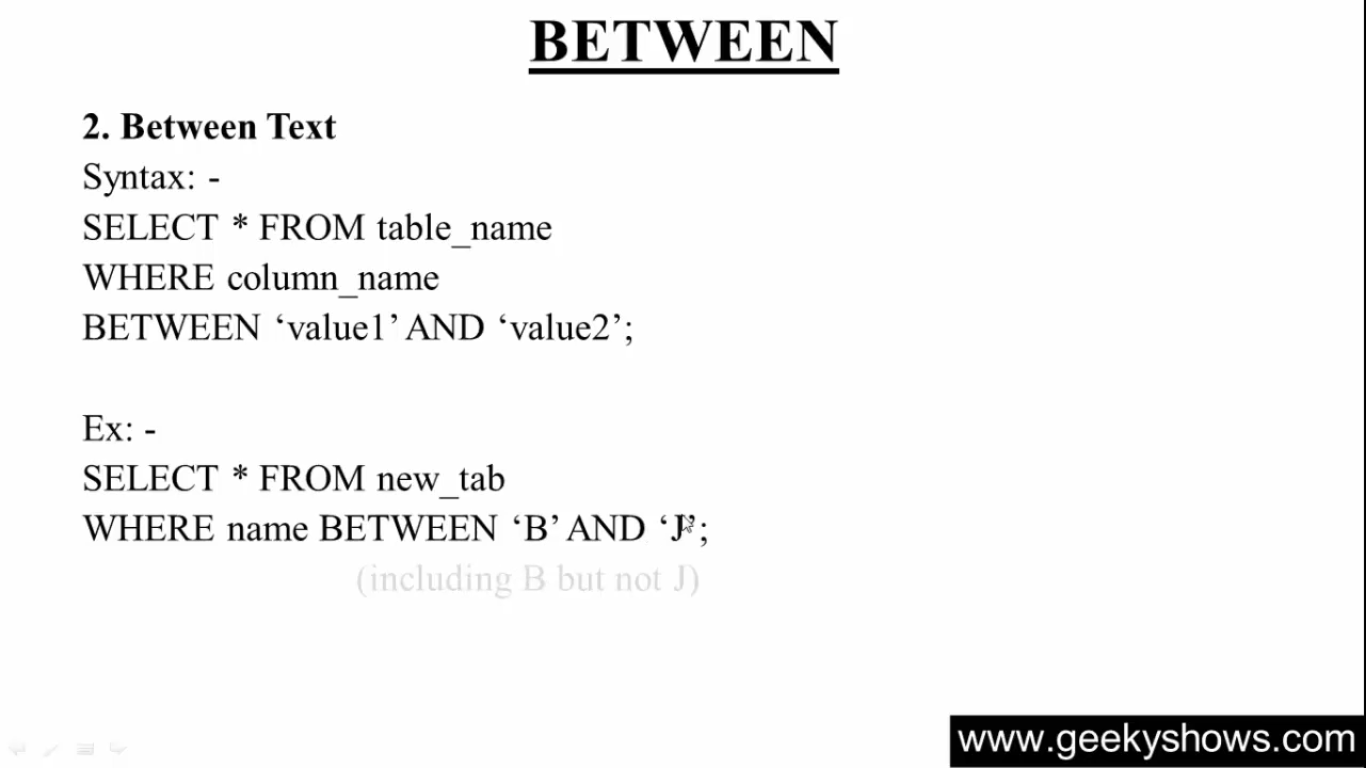 BETWEEN
2. Between Text
Syntax: -
SELECT * FROM table_name
WHERE column_name
BETWEEN ‘value1’ AND ‘value2’;
Ex: -
SELECT * FROM new_tab
WHERE name BETWEEN ‘B’ AND ‘J’;
(including B but not J)
www.geekyshows.com